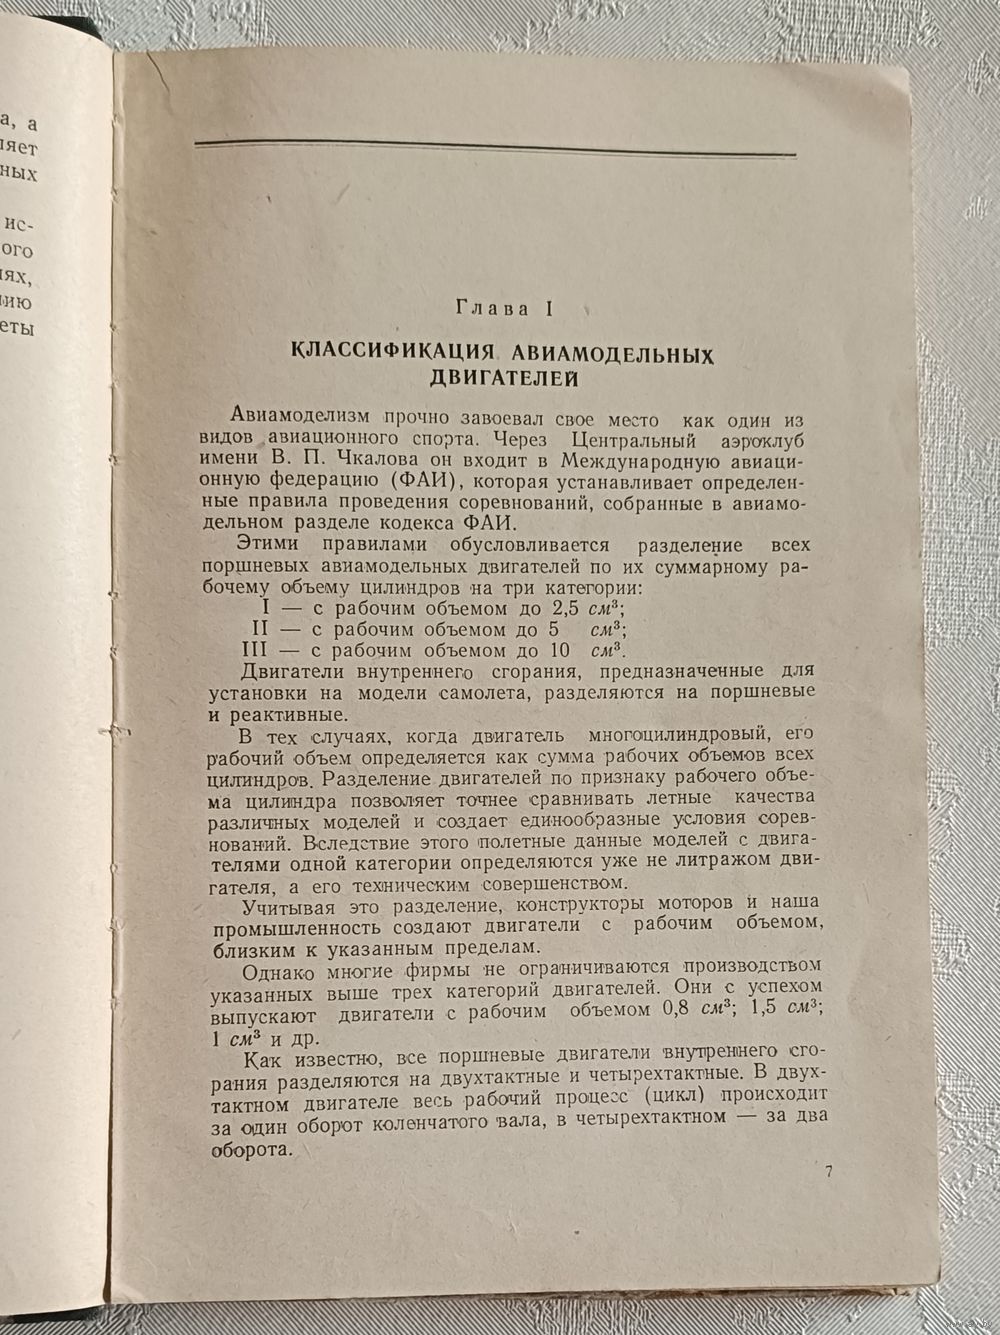 а, а
ляет
ных
ис-
ого
иях,
нию
еты
Глава I
КЛАССИФИКАЦИЯ АВИАМОДЕЛЬНЫХ
ДВИГАТЕЛЕЙ
Авиамоделизм прочно завоевал свое место как один из
видов авиационного спорта. Через Центральный аэроклуб
имени В. П. Чкалова он входит в Международную авиаци-
онную федерацию (ФАИ), которая устанавливает определен-
ные правила проведения соревнований, собранные в авиамо-
дельном разделе кодекса ФАИ.
Этими правилами обусловливается разделение всех
поршневых авиамодельных двигателей по их суммарному ра-
бочему объему цилиндров на три категории:
I — с рабочим объемом до 2,5 см³;
II — с рабочим объемом до 5 см³;
III — с рабочим объемом до 10 см³.
Двигатели внутреннего сгорания, предназначенные для
установки на модели самолета, разделяются на поршневые
и реактивные.
В тех случаях, когда двигатель многоцилиндровый, его
рабочий объем определяется как сумма рабочих объемов всех
цилиндров. Разделение двигателей по признаку рабочего объе-
ма цилиндра позволяет точнее сравнивать летные качества
различных моделей и создает единообразные условия сорев-
нований. Вследствие этого полетные данные моделей с двига-
телями одной категории определяются уже не литражом дви-
гателя, а его техническим совершенством.
Учитывая это разделение, конструкторы моторов и наша
промышленность создают двигатели с рабочим объемом,
близким к указанным пределам.
Однако многие фирмы не ограничиваются производством
указанных выше трех категорий двигателей. Они с успехом
выпускают двигатели с рабочим объемом 0,8 см³; 1,5 см³;
1 см³ и др.
Как известно, все поршневые двигатели внутреннего сго-
рания разделяются на двухтактные и четырехтактные. В двух-
тактном двигателе весь рабочий процесс (цикл) происходит
за один оборот коленчатого вала, в четырехтактном — за два
оборота.
7